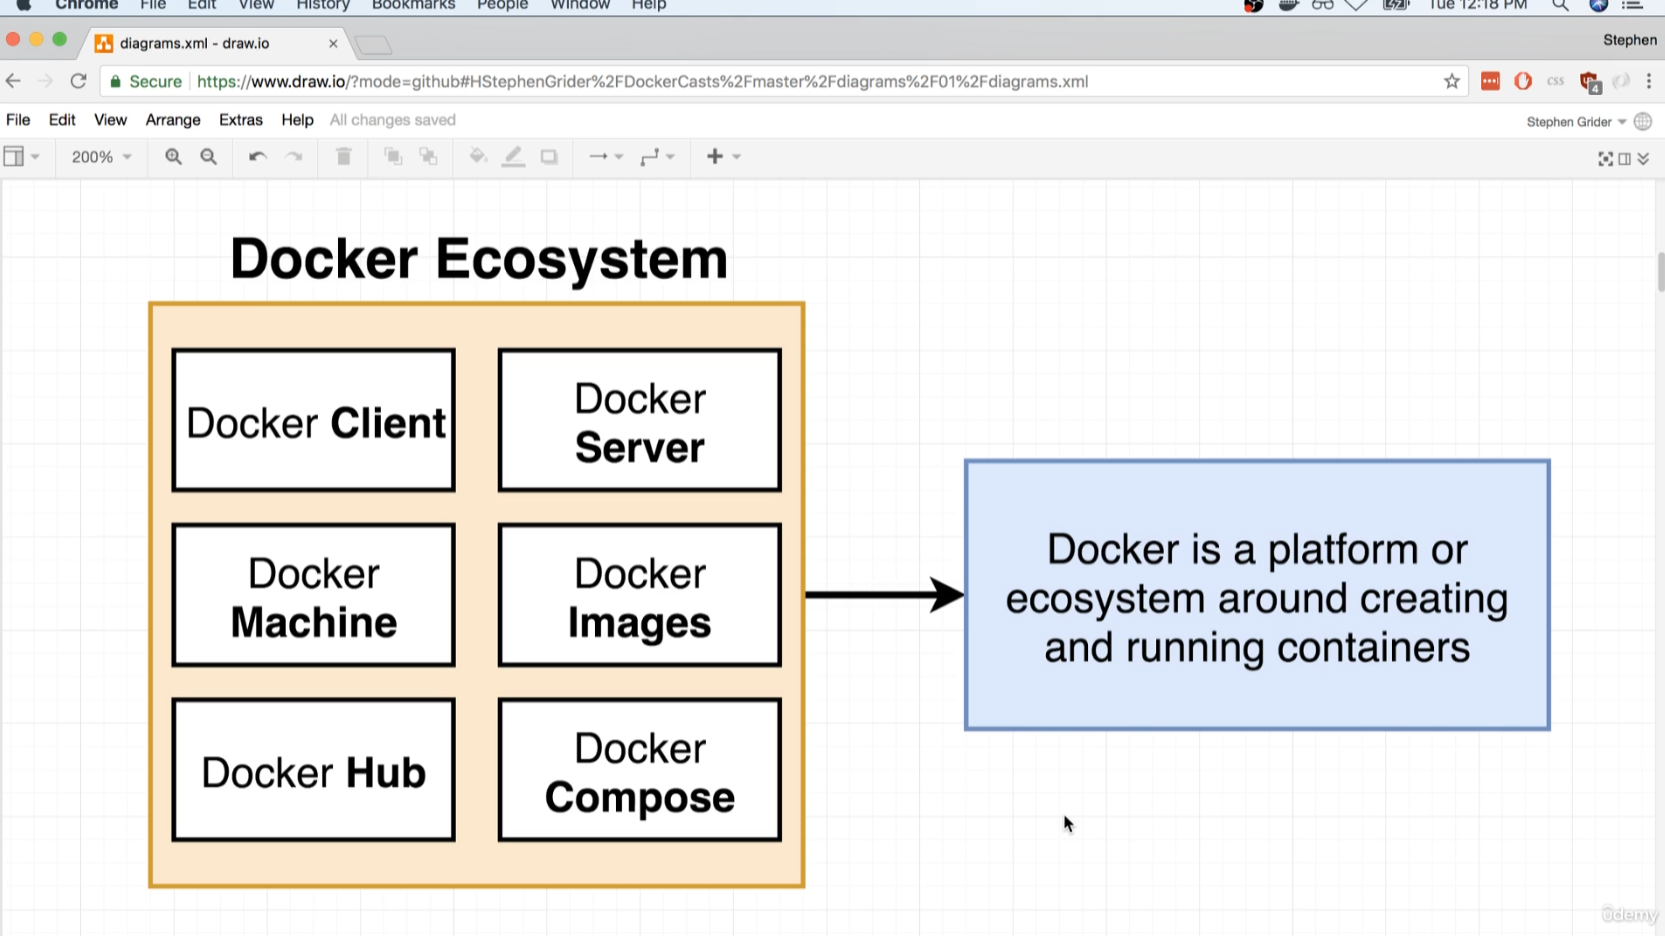 Chrome File Edit View History Bookmarks People Window Help Tue 12:18 PM
diagrams.xml - draw.io Stephen
Secure https://www.draw.io/?mode=github#HStephenGrider%2FDockerCasts%2Fmaster%2Fdiagrams%2F01%2Fdiagrams.xml css 4
File Edit View Arrange Extras Help All changes saved Stephen Grider
200%
Docker Ecosystem
Docker Client
Docker
Server
Docker
Machine
Docker
Images
Docker Hub
Docker
Compose
Docker is a platform or
ecosystem around creating
and running containers
ûdemy